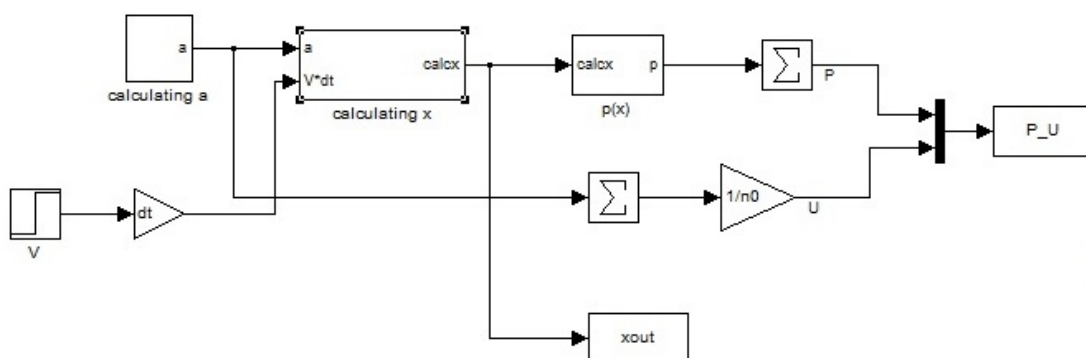 a
calculating a
a
V*dt
calcx
calculating x
calcx
p
p(x)
P
P_U
V
dt
1/n0
U
xout